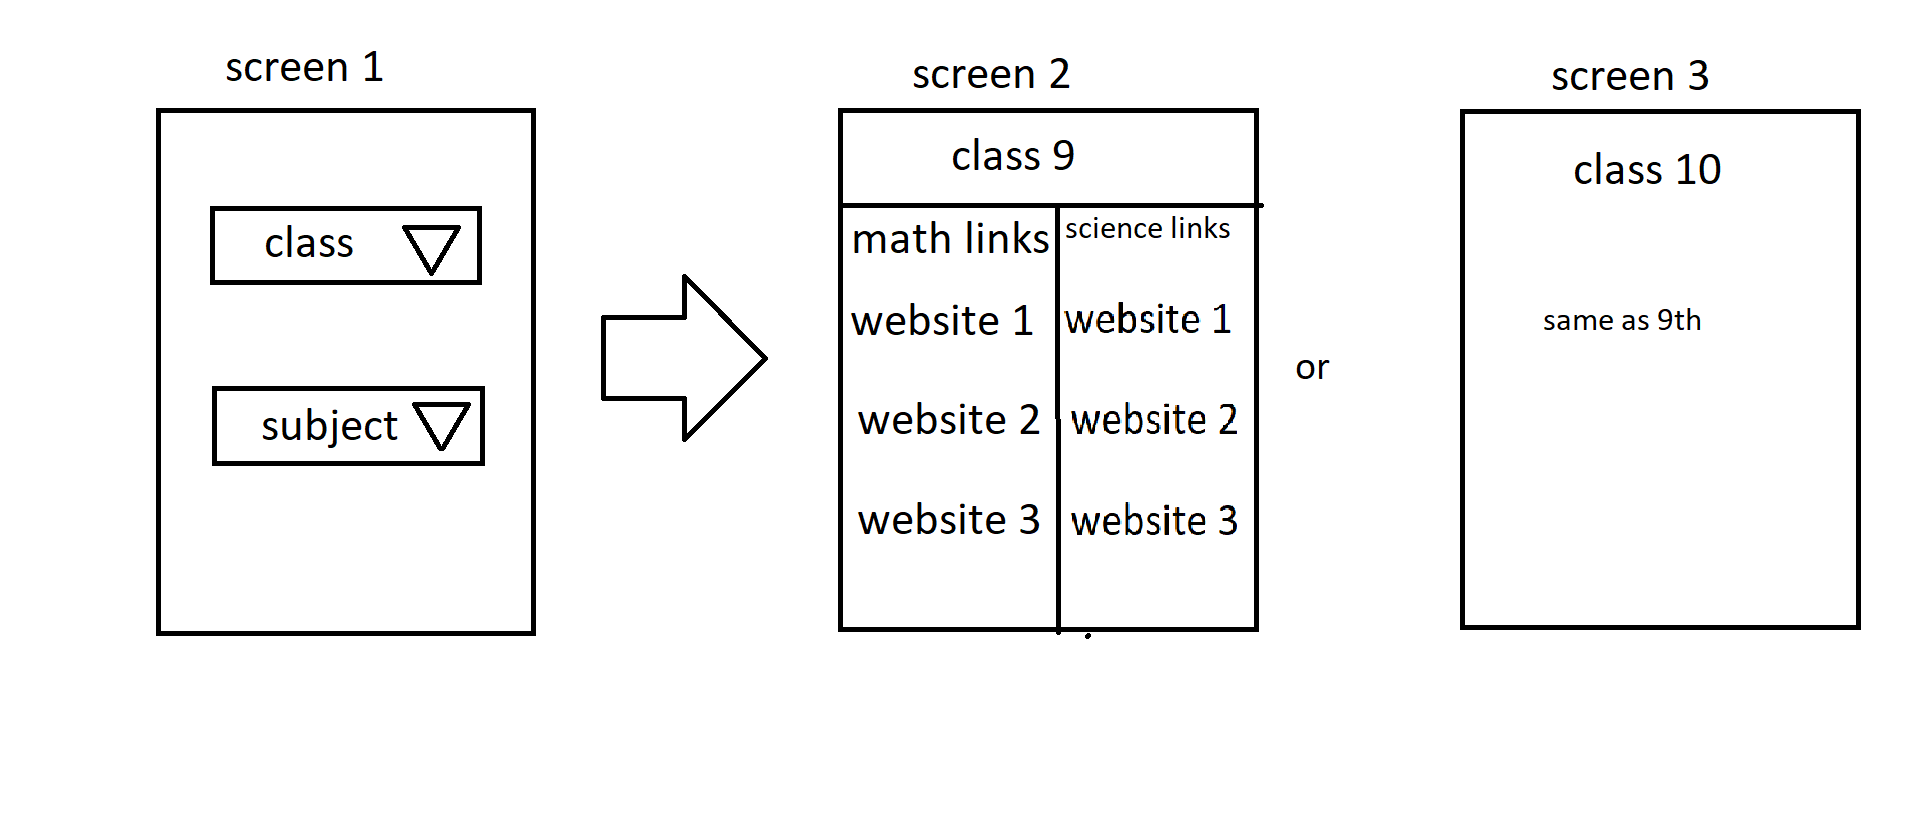 screen 1
class
subject
screen 2
class 9
math links
science links
website 1
website 1
website 2
website 2
website 3
website 3
or
screen 3
class 10
same as 9th